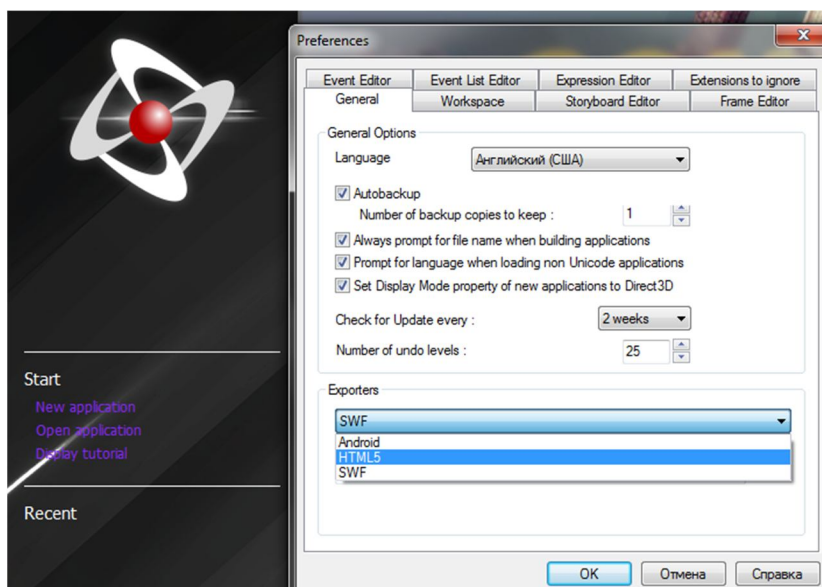 Preferences
Event Editor Event List Editor Expression Editor Extensions to ignore
General Workspace Storyboard Editor Frame Editor
General Options
Language Английский (США)
Autobackup
Number of backup copies to keep : 1
Always prompt for file name when building applications
Prompt for language when loading non Unicode applications
Set Display Mode property of new applications to Direct3D
Check for Update every : 2 weeks
Number of undo levels : 25
Exporters
SWF
Android
HTML5
SWF
OK Отмена Справка
Start
New application
Open application
Display tutorial
Recent